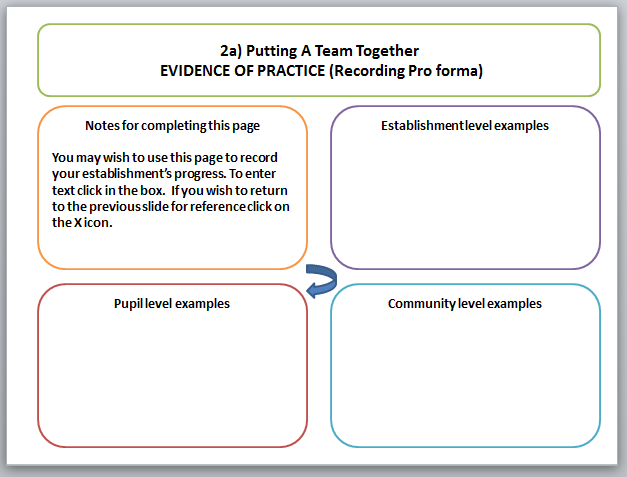 2a) Putting A Team Together
EVIDENCE OF PRACTICE (Recording Pro forma)
Notes for completing this page
You may wish to use this page to record
your establishment's progress. To enter
text click in the box.  If you wish to return
to the previous slide for reference click on
the X icon.
Establishment level examples
Pupil level examples
Community level examples